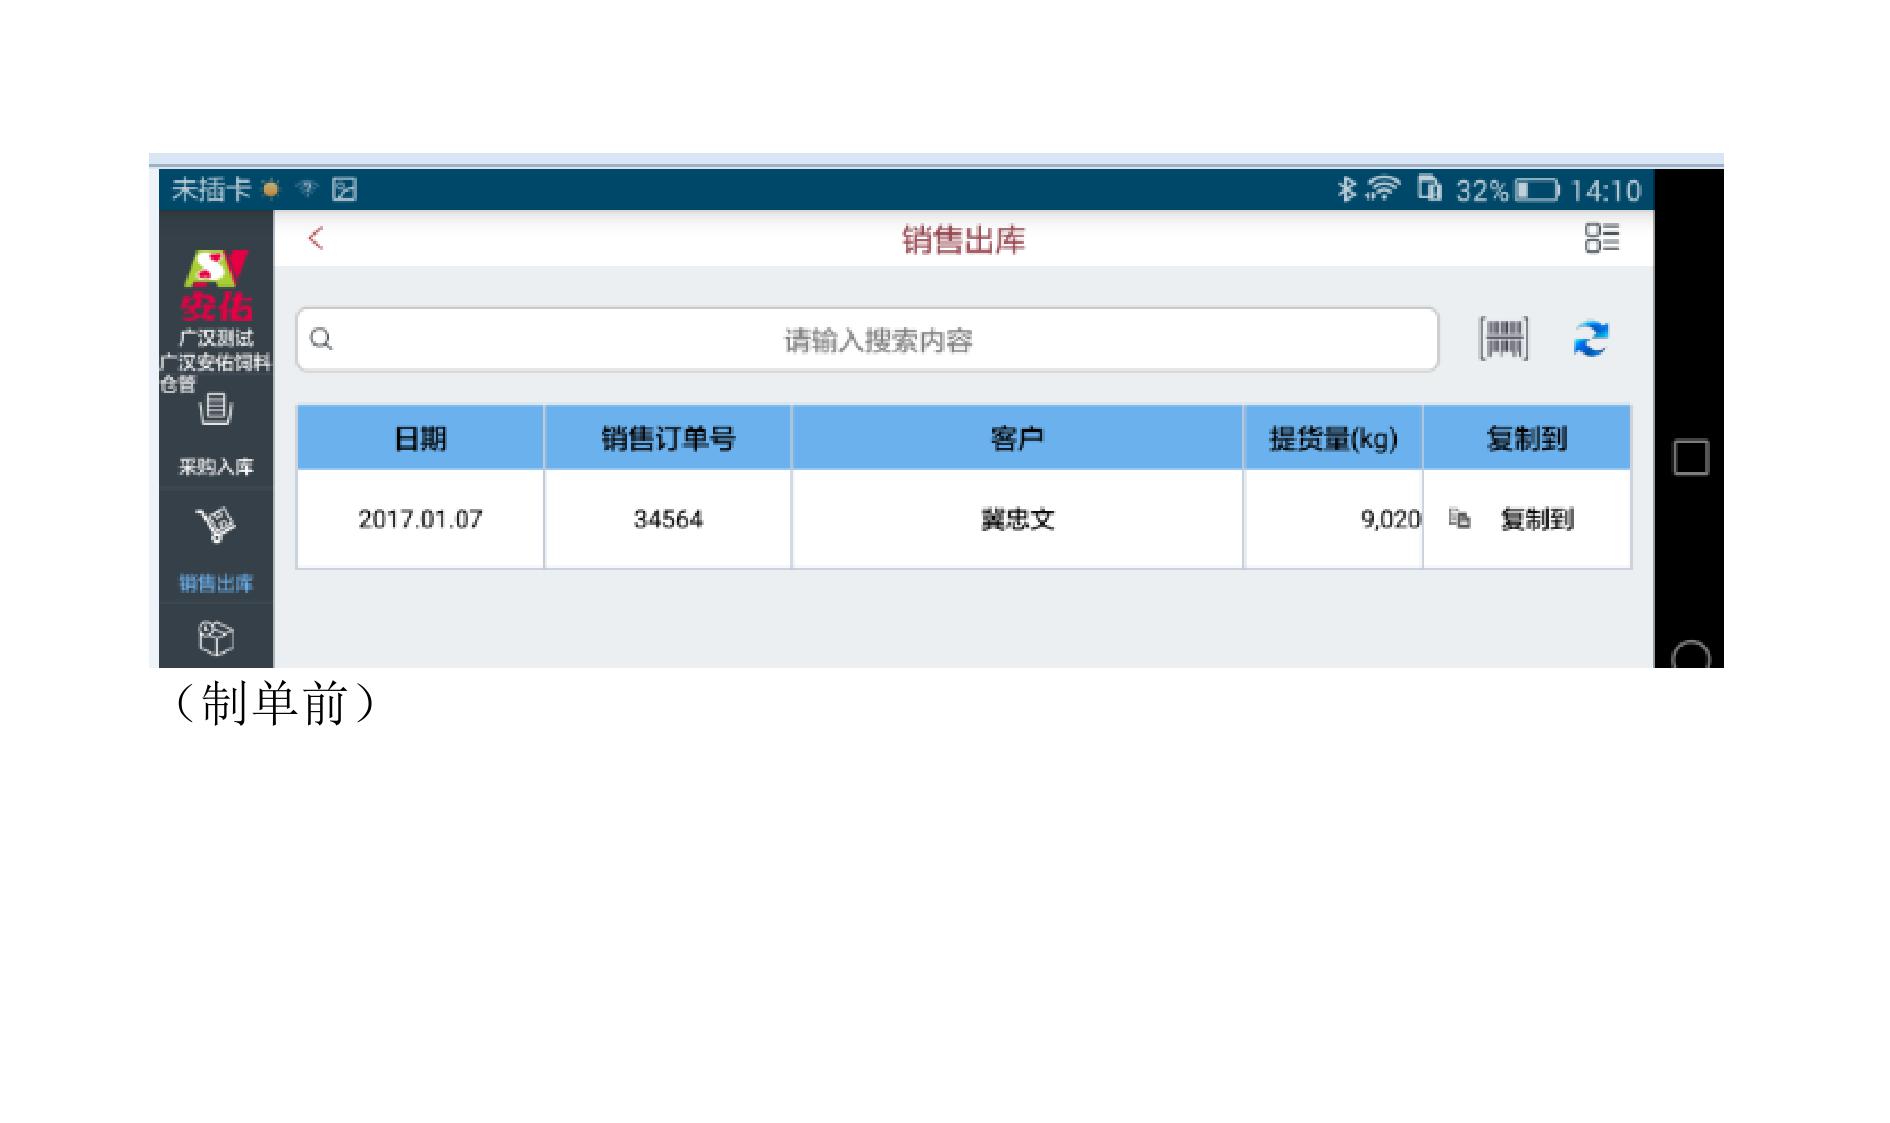 未插卡
32% 14:10
安佑
广汉测试
广汉安佑饲料
仓管
采购入库
销售出库
销售出库
请输入搜索内容
日期 销售订单号 客户 提货量(kg) 复制到
2017.01.07 34564 冀忠文 9,020 复制到
（制单前）